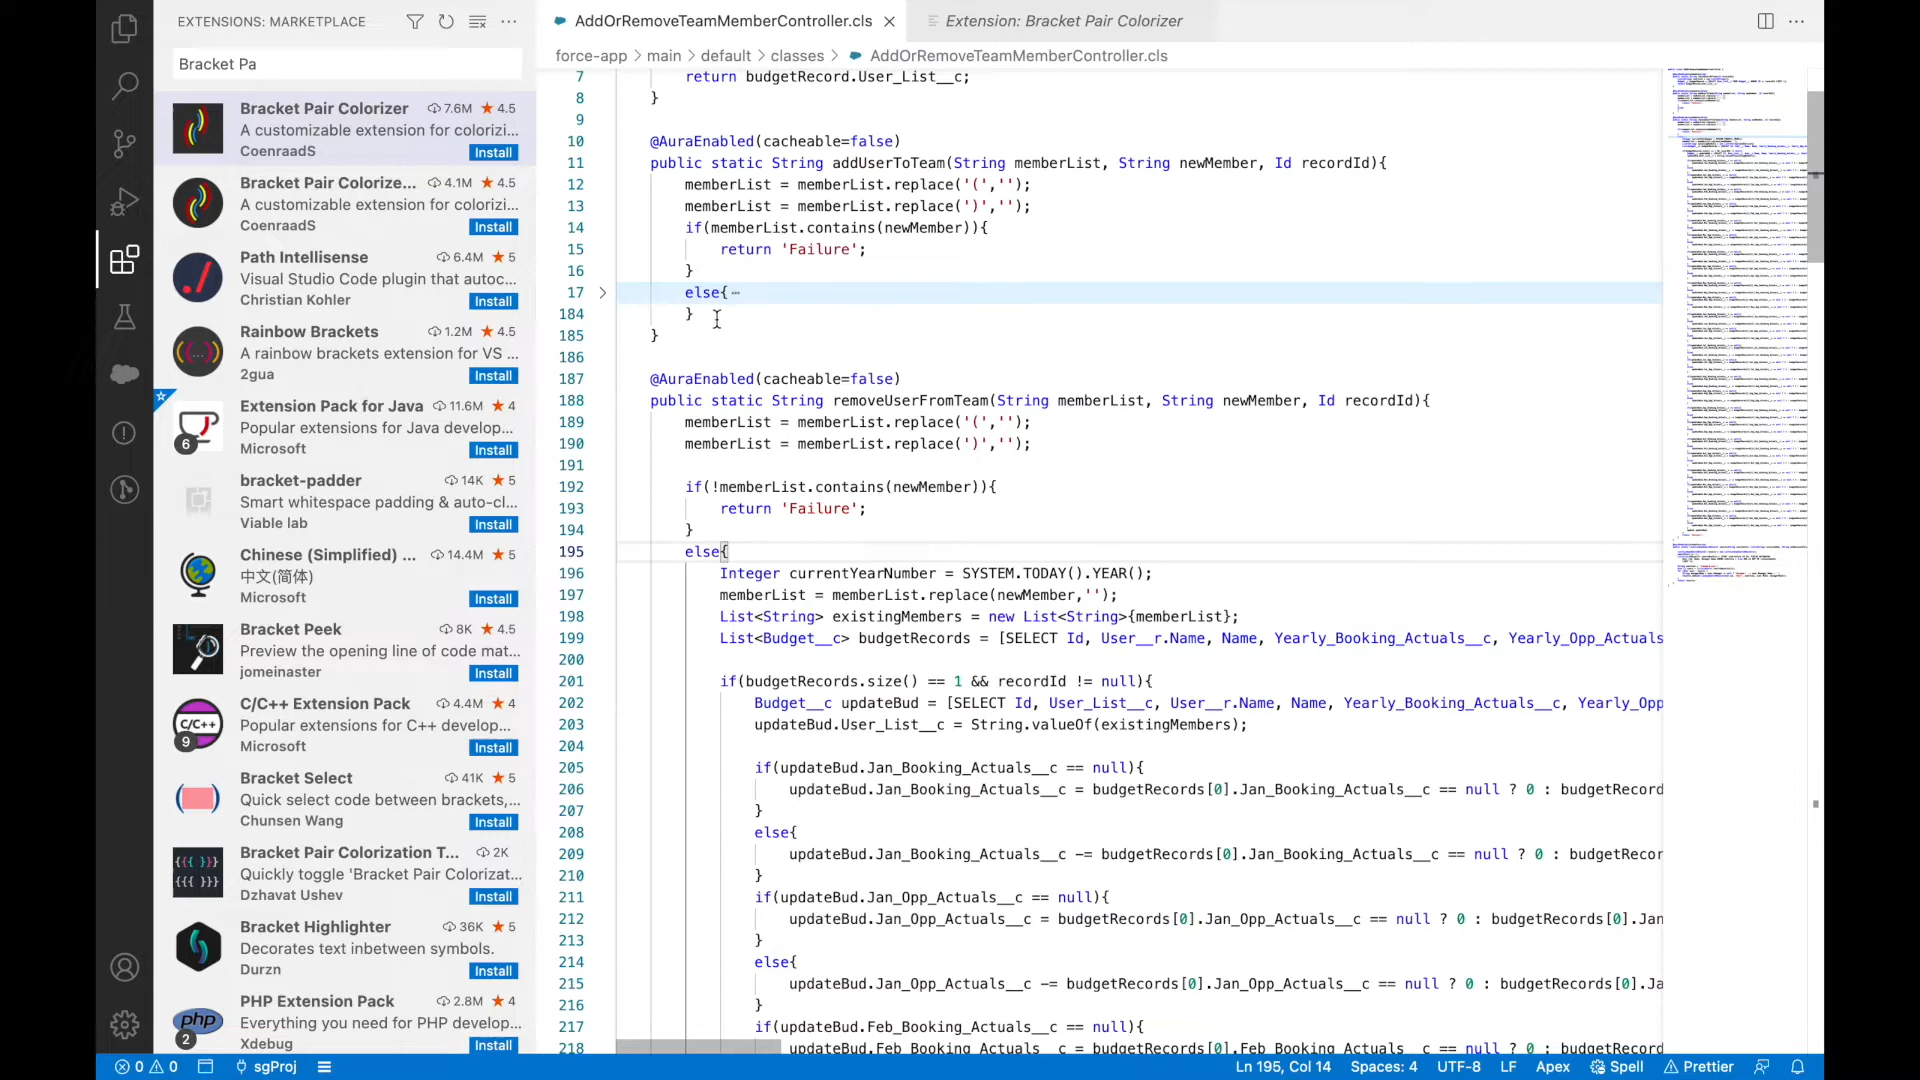 EXTENSIONS: MARKETPLACE
Bracket Pa
Bracket Pair Colorizer 7.6M 4.5
A customizable extension for colorizi...
CoenraadS Install
Bracket Pair Colorize... 4.1M 4.5
A customizable extension for colorizi...
CoenraadS Install
Path Intellisense 6.4M 5
Visual Studio Code plugin that autoc...
Christian Kohler Install
Rainbow Brackets 1.2M 4.5
A rainbow brackets extension for VS ...
2gua Install
Extension Pack for Java 11.6M 4
Popular extensions for Java develop...
6
Microsoft Install
bracket-padder 14K 5
Smart whitespace padding & auto-cl...
Viable lab Install
Chinese (Simplified) ... 14.4M 5
中文(简体)
Microsoft Install
Bracket Peek 8K 4.5
Preview the opening line of code mat...
jomeinaster Install
C/C++ Extension Pack 4.4M 4
C/C++
Popular extensions for C++ develop...
9
Microsoft Install
Bracket Select 41K 5
Quick select code between brackets,...
Chunsen Wang Install
Bracket Pair Colorization T... 2K
Quickly toggle 'Bracket Pair Colorizat...
Dzhavat Ushev Install
Bracket Highlighter 36K 5
Decorates text inbetween symbols.
Durzn Install
PHP Extension Pack 2.8M 4
php
Everything you need for PHP develop...
2
Xdebug Install
AddOrRemoveTeamMemberController.cls
Extension: Bracket Pair Colorizer
force-app > main > default > classes > AddOrRemoveTeamMemberController.cls
7 return budgetRecord.User_List__c;
8 }
9
10 @AuraEnabled(cacheable=false)
11 public static String addUserToTeam(String memberList, String newMember, Id recordId){
12 memberList = memberList.replace('(','');
13 memberList = memberList.replace(')','');
14 if(memberList.contains(newMember)){
15 return 'Failure';
16 }
17 else{ ⋯
184 }
185 }
186
187 @AuraEnabled(cacheable=false)
188 public static String removeUserFromTeam(String memberList, String newMember, Id recordId){
189 memberList = memberList.replace('(','');
190 memberList = memberList.replace(')','');
191
192 if(!memberList.contains(newMember)){
193 return 'Failure';
194 }
195 else{
196 Integer currentYearNumber = SYSTEM.TODAY().YEAR();
197 memberList = memberList.replace(newMember,'');
198 List<String> existingMembers = new List<String>{memberList};
199 List<Budget__c> budgetRecords = [SELECT Id, User__r.Name, Name, Yearly_Booking_Actuals__c, Yearly_Opp_Actuals
200
201 if(budgetRecords.size() == 1 && recordId != null){
202 Budget__c updateBud = [SELECT Id, User_List__c, User__r.Name, Name, Yearly_Booking_Actuals__c, Yearly_Opp
203 updateBud.User_List__c = String.valueOf(existingMembers);
204
205 if(updateBud.Jan_Booking_Actuals__c == null){
206 updateBud.Jan_Booking_Actuals__c = budgetRecords[0].Jan_Booking_Actuals__c == null ? 0 : budgetRecord
207 }
208 else{
209 updateBud.Jan_Booking_Actuals__c -= budgetRecords[0].Jan_Booking_Actuals__c == null ? 0 : budgetRecor
210 }
211 if(updateBud.Jan_Opp_Actuals__c == null){
212 updateBud.Jan_Opp_Actuals__c = budgetRecords[0].Jan_Opp_Actuals__c == null ? 0 : budgetRecords[0].Jan
213 }
214 else{
215 updateBud.Jan_Opp_Actuals__c -= budgetRecords[0].Jan_Opp_Actuals__c == null ? 0 : budgetRecords[0].Ja
216 }
217 if(updateBud.Feb_Booking_Actuals__c == null){
218 updateBud.Feb_Booking_Actuals__c = budgetRecords[0].Feb_Booking_Actuals__c == null ? 0 : budgetRecord
0 0 sgProj Ln 195, Col 14 Spaces: 4 UTF-8 LF Apex Spell Prettier